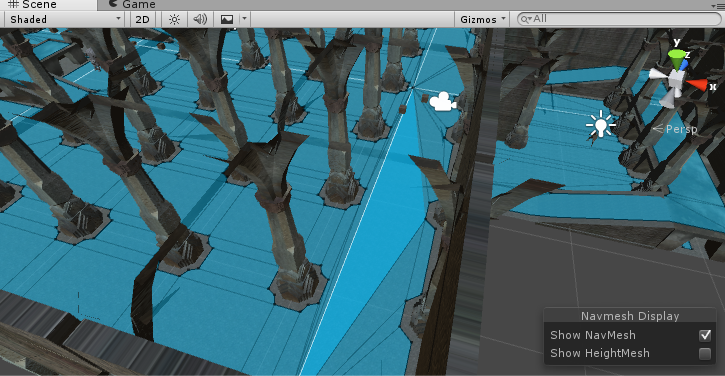 Scene
Game
Shaded
2D
Gizmos
All
y
z
x
Persp
Navmesh Display
Show NavMesh
Show HeightMesh